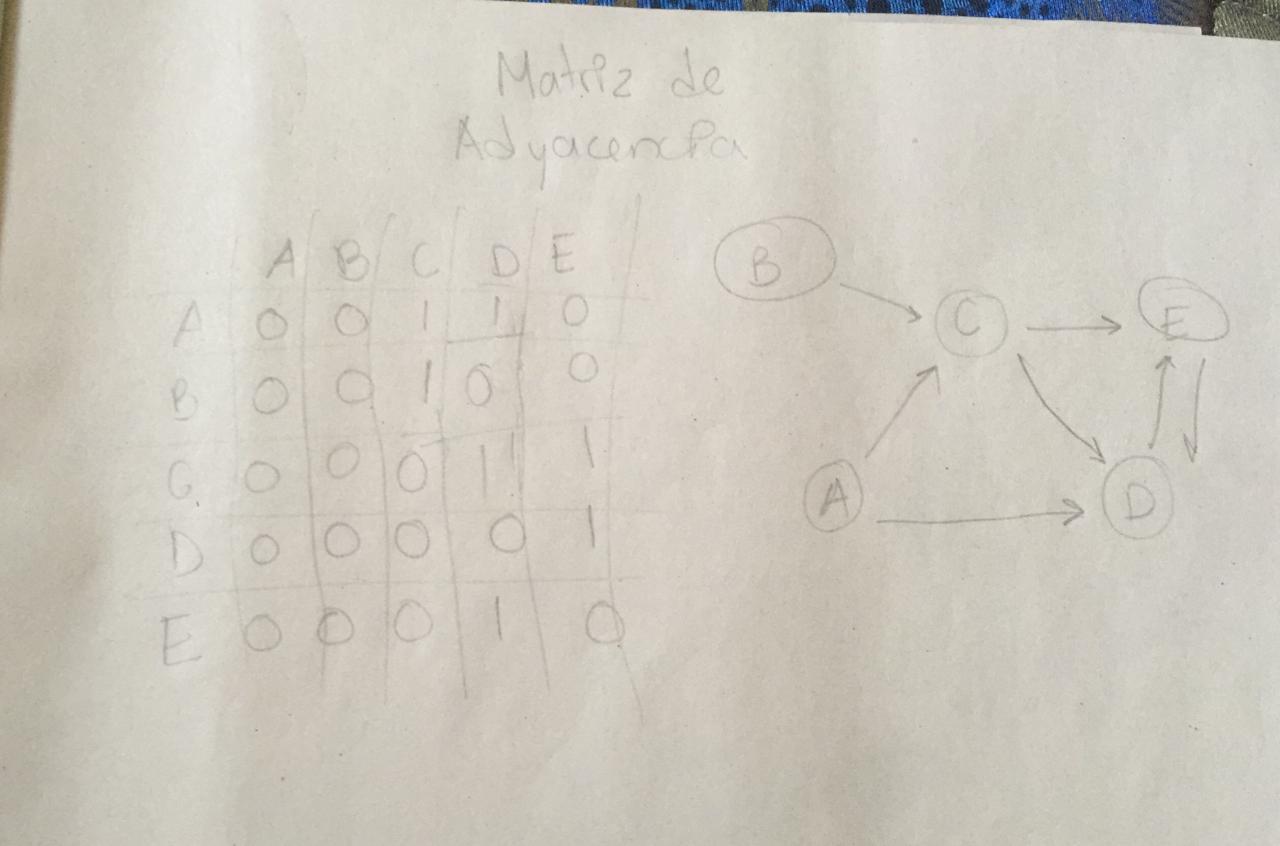 Matriz de
Adyacencia
A B C D E
A 0 0 1 1 0
B 0 0 1 0 0
C 0 0 0 1 1
D 0 0 0 0 1
E 0 0 0 1 0
B
C
E
A
D